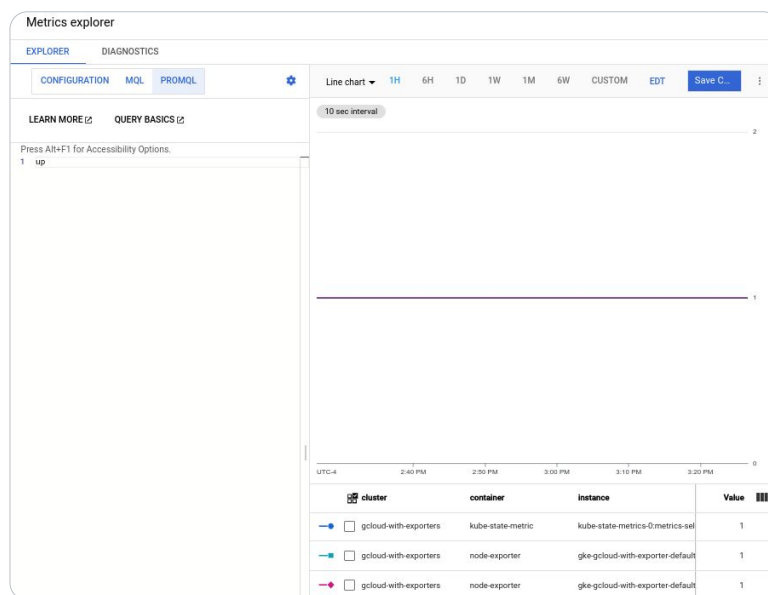 Metrics explorer
EXPLORER DIAGNOSTICS
CONFIGURATION MQL PROMQL
LEARN MORE QUERY BASICS
Press Alt+F1 for Accessibility Options.
1 up
Line chart 1H 6H 1D 1W 1M 6W CUSTOM EDT Save C...
10 sec interval
2
1
0
UTC-4 2:40 PM 2:50 PM 3:00 PM 3:10 PM 3:20 PM
cluster container instance Value
gcloud-with-exporters kube-state-metric kube-state-metrics-0:metrics-sel 1
gcloud-with-exporters node-exporter gke-gcloud-with-exporter-default 1
gcloud-with-exporters node-exporter gke-gcloud-with-exporter-default 1